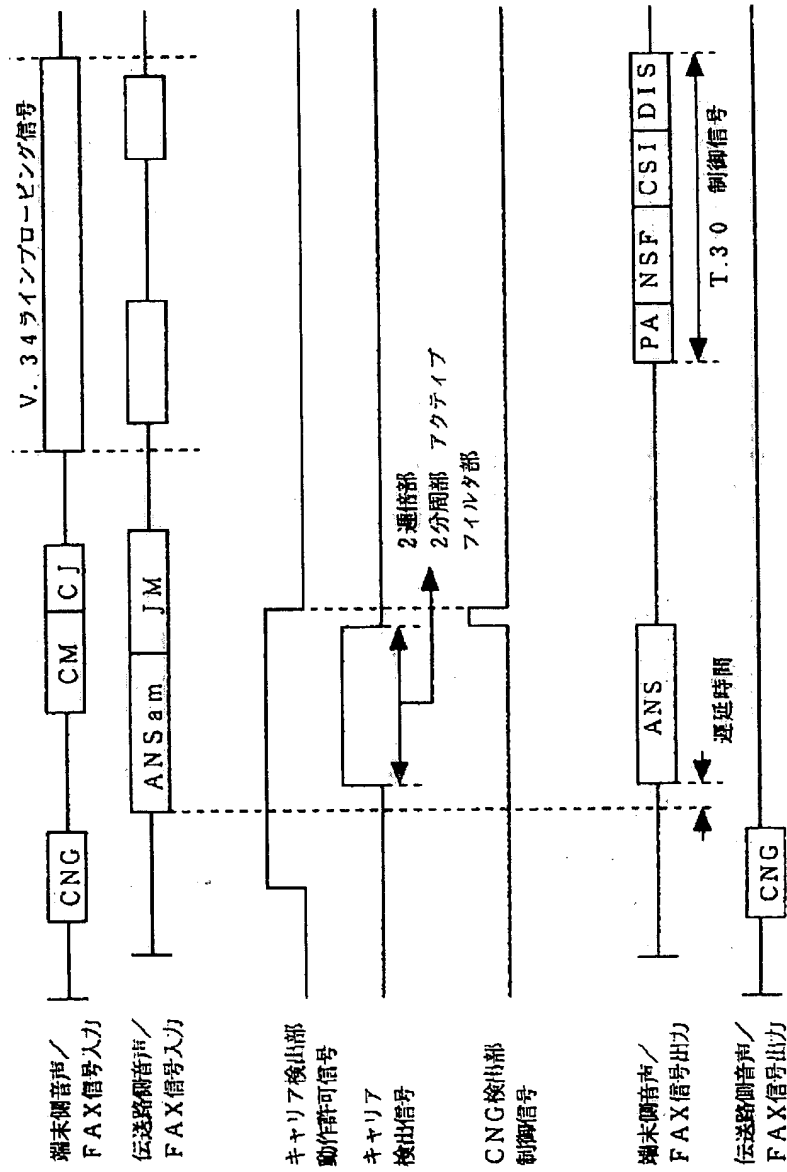 V.34ラインプロービング信号
端末側音声/
FAX信号入力
CNG
CM
CJ
伝送路側音声/
FAX信号入力
ANSam
JM
キャリア検出部
動作許可信号
キャリア
検出信号
2逓倍部
2分周部 アクティブ
フィルタ部
CNG検出部
制御信号
端末側音声/
FAX信号出力
ANS
PA
NSF
CSI
DIS
遅延時間
T.30 制御信号
伝送路側音声/
FAX信号出力
CNG